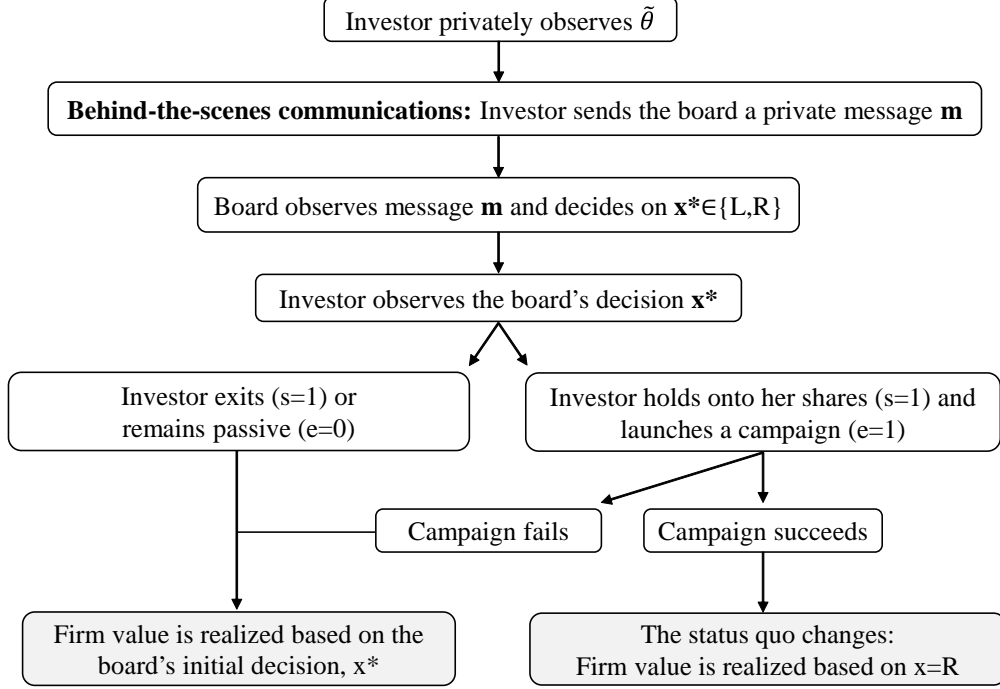 Investor privately observes θ̃
Behind-the-scenes communications: Investor sends the board a private message m
Board observes message m and decides on x*∈{L,R}
Investor observes the board's decision x*
Investor exits (s=1) or
remains passive (e=0)
Investor holds onto her shares (s=1) and
launches a campaign (e=1)
Campaign fails
Campaign succeeds
Firm value is realized based on the
board's initial decision, x*
The status quo changes:
Firm value is realized based on x=R